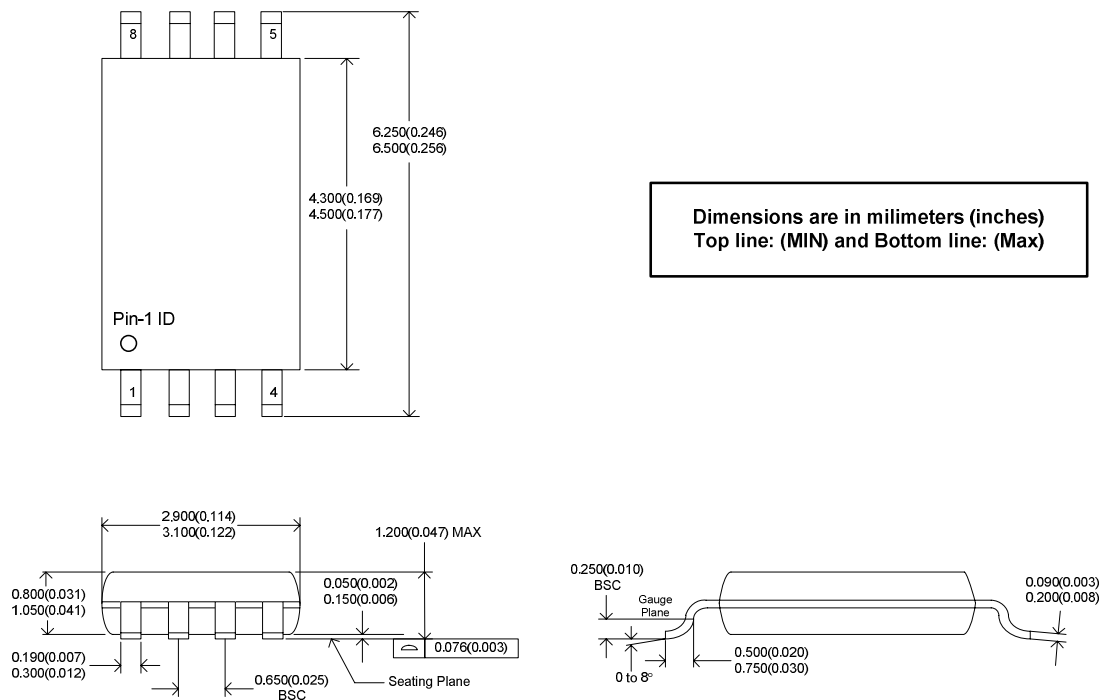 8
5
6.250(0.246)
6.500(0.256)
4.300(0.169)
4.500(0.177)
Dimensions are in milimeters (inches)
Top line: (MIN) and Bottom line: (Max)
Pin-1 ID
1
4
2.900(0.114)
3.100(0.122)
1.200(0.047) MAX
0.800(0.031)
1.050(0.041)
0.050(0.002)
0.150(0.006)
0.076(0.003)
0.190(0.007)
0.300(0.012)
0.650(0.025)
BSC
Seating Plane
0.250(0.010)
BSC
Gauge
Plane
0.090(0.003)
0.200(0.008)
0.500(0.020)
0.750(0.030)
0 to 8°